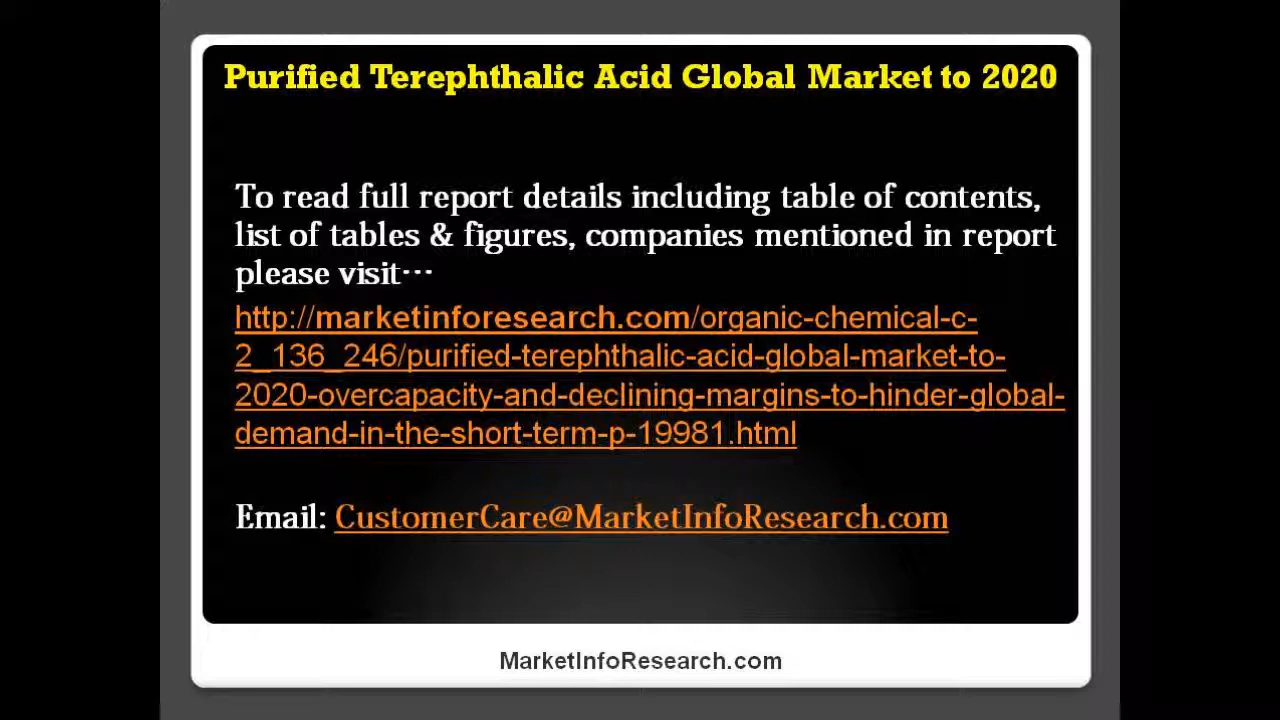 Purified Terephthalic Acid Global Market to 2020
To read full report details including table of contents,
list of tables & figures, companies mentioned in report
please visit…
http://marketinforesearch.com/organic-chemical-c-
2_136_246/purified-terephthalic-acid-global-market-to-
2020-overcapacity-and-declining-margins-to-hinder-global-
demand-in-the-short-term-p-19981.html
Email: CustomerCare@MarketInfoResearch.com
MarketInfoResearch.com